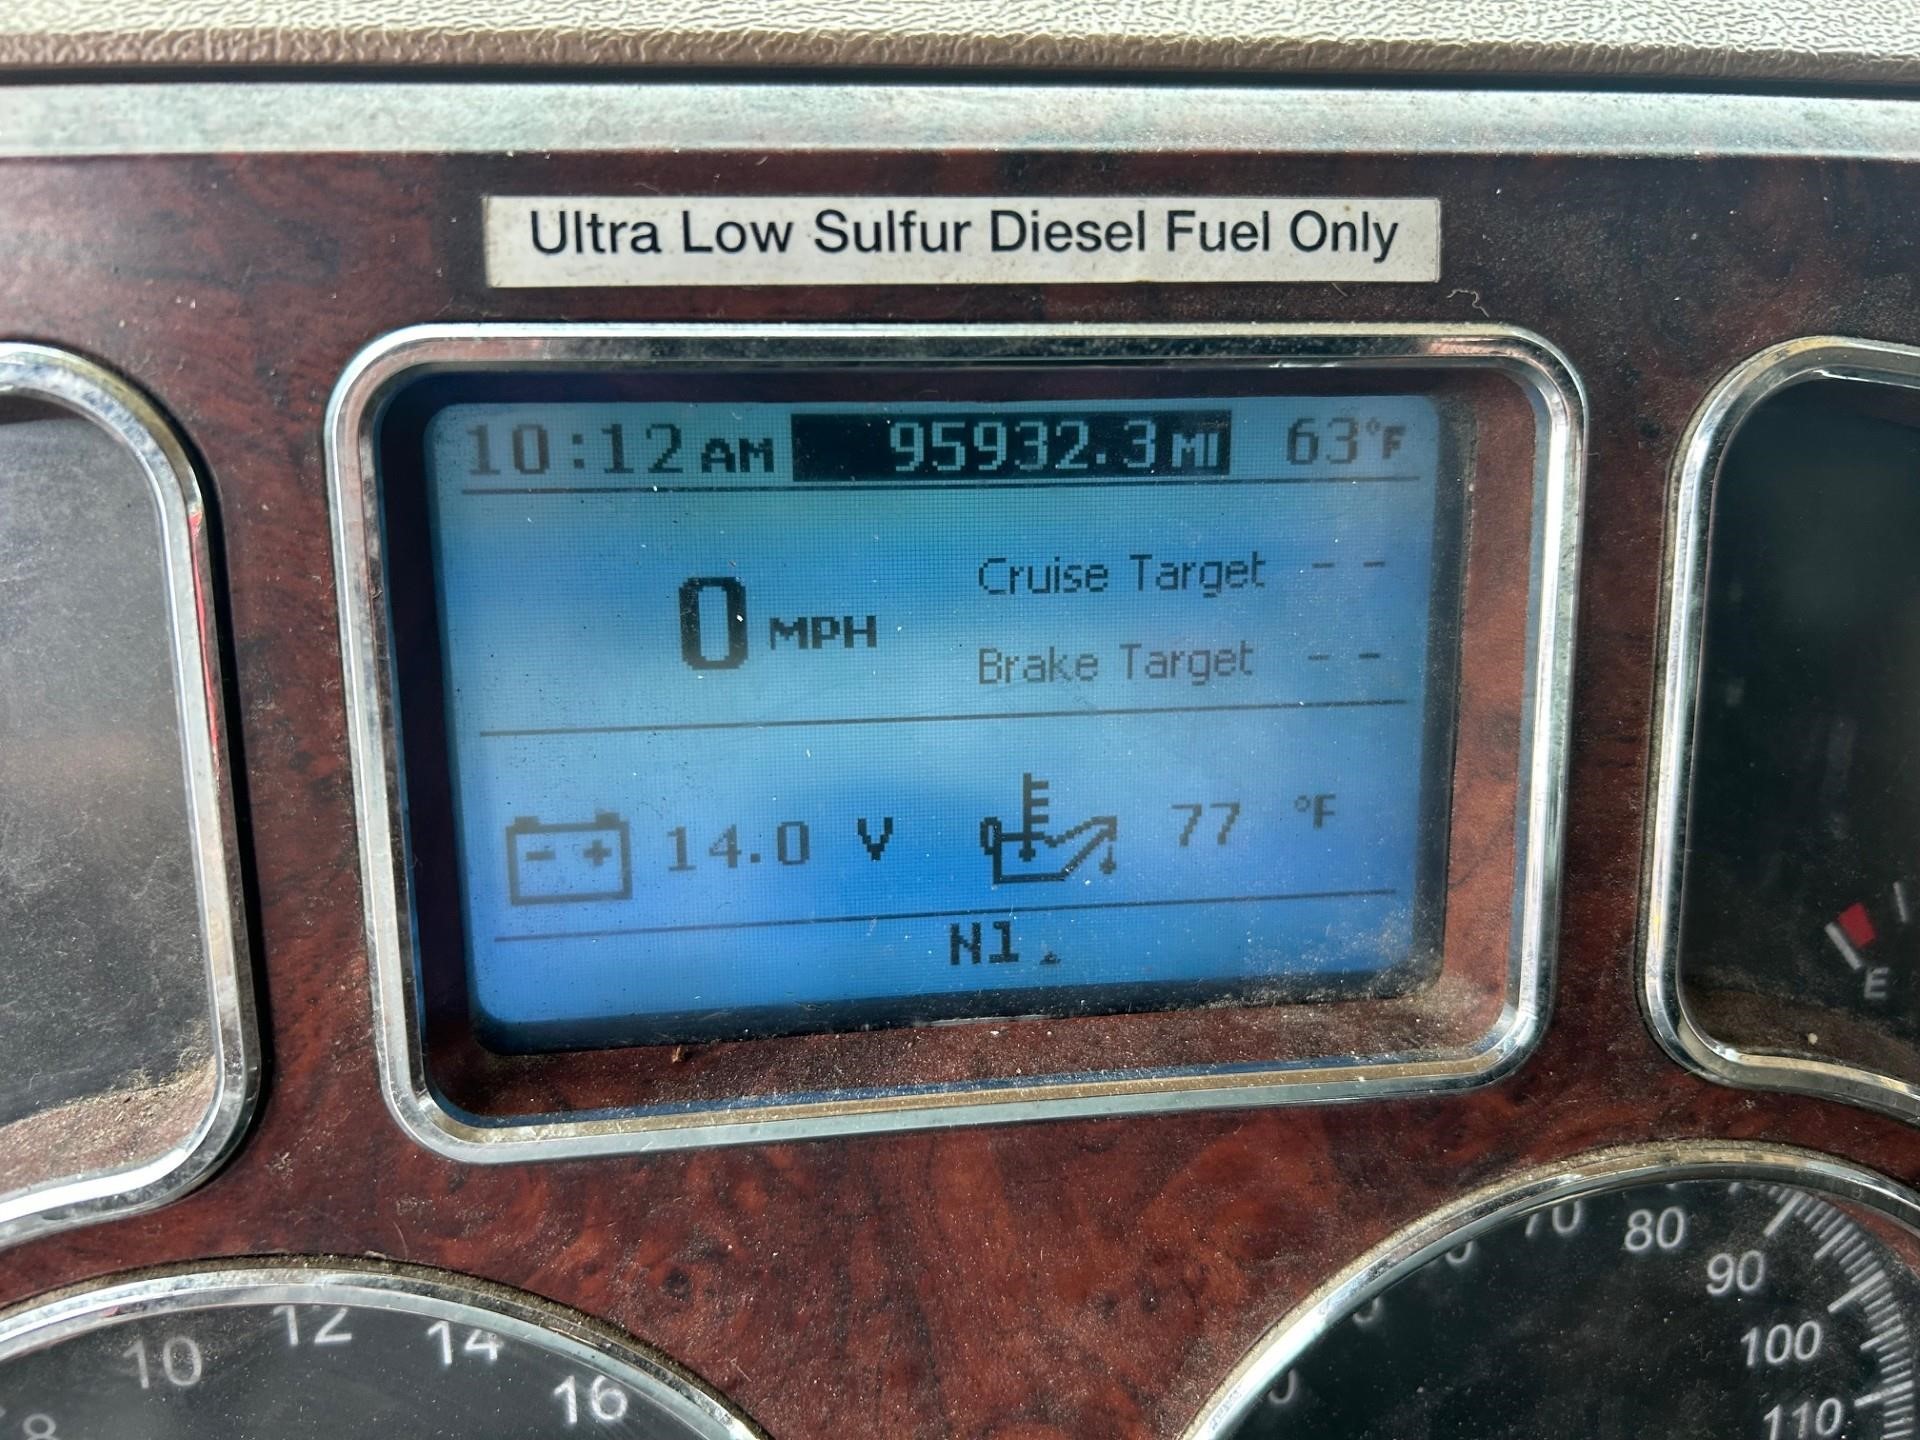 Ultra Low Sulfur Diesel Fuel Only
10:12 AM 95932.3 MI 63°F
0 MPH
Cruise Target - -
Brake Target - -
- +
14.0 V 77 °F
N1
E
8 10 12 14 16
70 80 90 100 110